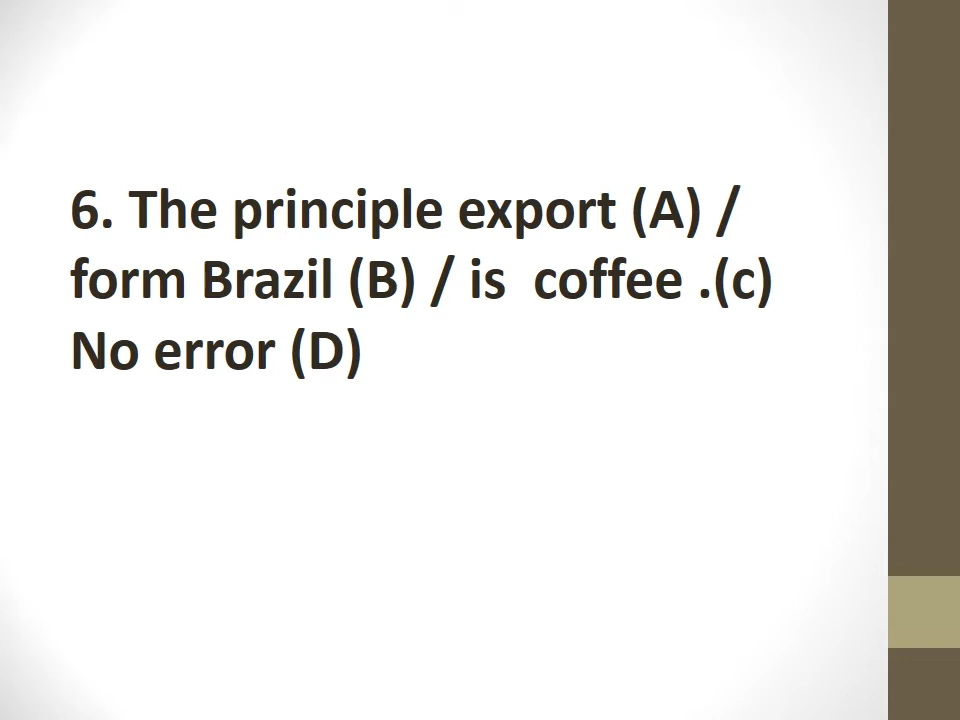 6. The principle export (A) /
form Brazil (B) / is  coffee .(c)
No error (D)